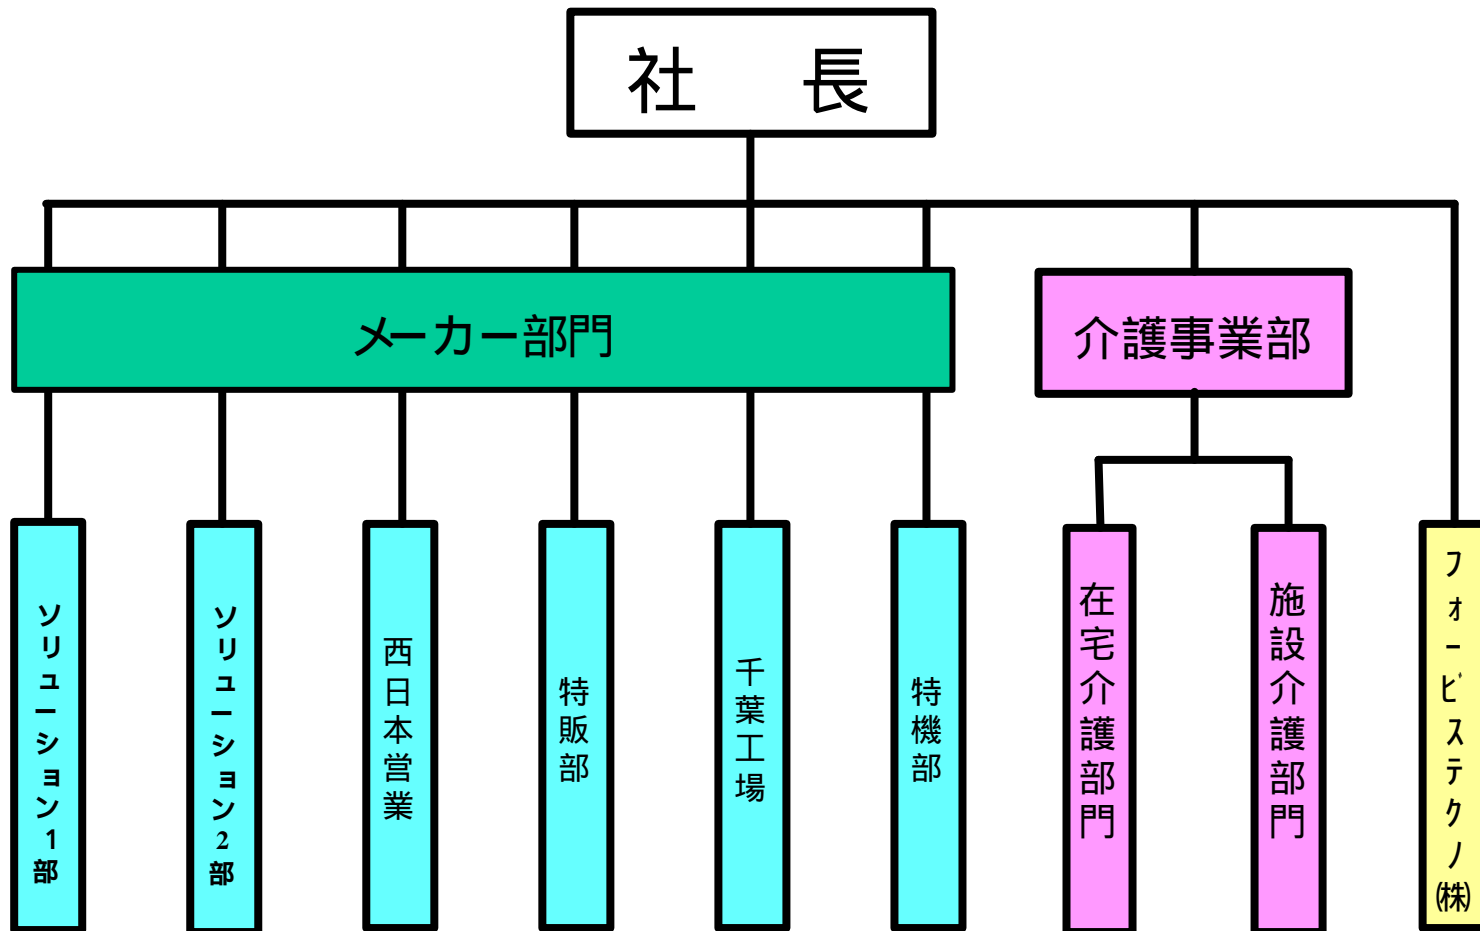 社　長
メーカー部門
介護事業部
ソリューション1部
ソリューション2部
西日本営業
特販部
千葉工場
特機部
在宅介護部門
施設介護部門
ﾌｫｰﾋﾞｽﾃｸﾉ㈱